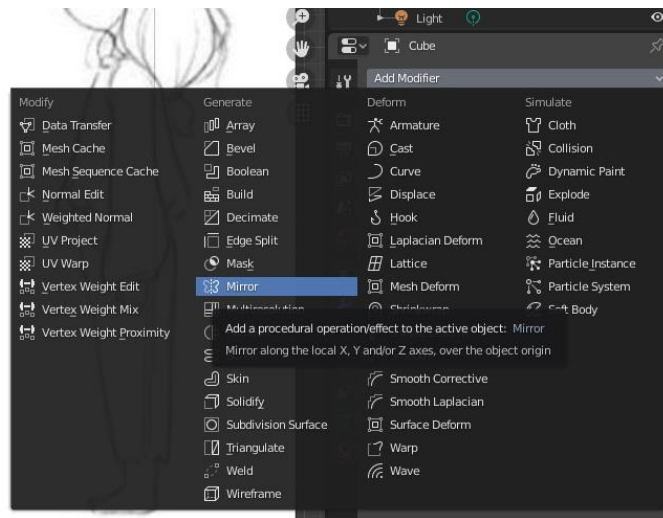 Light
Cube
Add Modifier
Modify
Data Transfer
Mesh Cache
Mesh Sequence Cache
Normal Edit
Weighted Normal
UV Project
UV Warp
Vertex Weight Edit
Vertex Weight Mix
Vertex Weight Proximity
Generate
Array
Bevel
Boolean
Build
Decimate
Edge Split
Mask
Mirror
Multiresolution
Skin
Solidify
Subdivision Surface
Triangulate
Weld
Wireframe
Deform
Armature
Cast
Curve
Displace
Hook
Laplacian Deform
Lattice
Mesh Deform
Shrinkwrap
Smooth Corrective
Smooth Laplacian
Surface Deform
Warp
Wave
Simulate
Cloth
Collision
Dynamic Paint
Explode
Fluid
Ocean
Particle Instance
Particle System
Soft Body
Add a procedural operation/effect to the active object: Mirror
Mirror along the local X, Y and/or Z axes, over the object origin